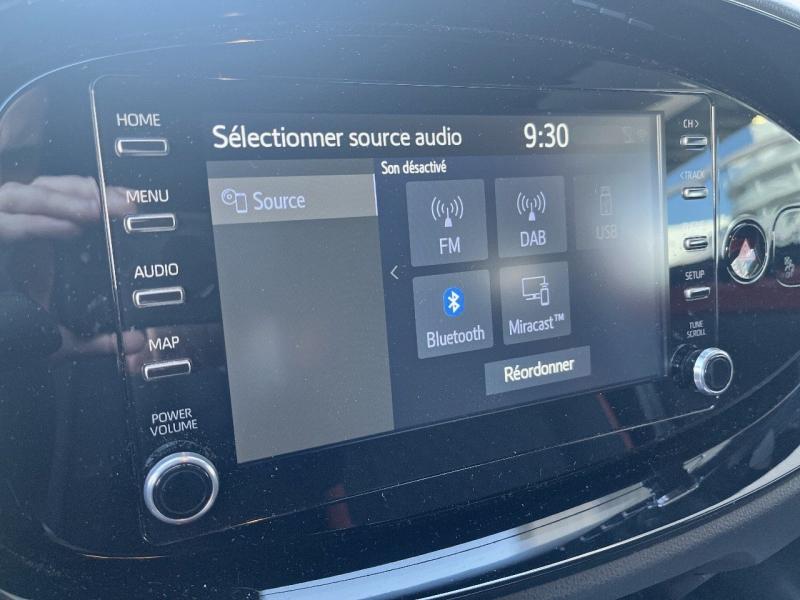 HOME
MENU
AUDIO
MAP
POWER
VOLUME
Sélectionner source audio
9:30
Son désactivé
Source
FM
DAB
USB
Bluetooth
Miracast™
Réordonner
CH>
<TRACK
SETUP
TUNE
SCROLL